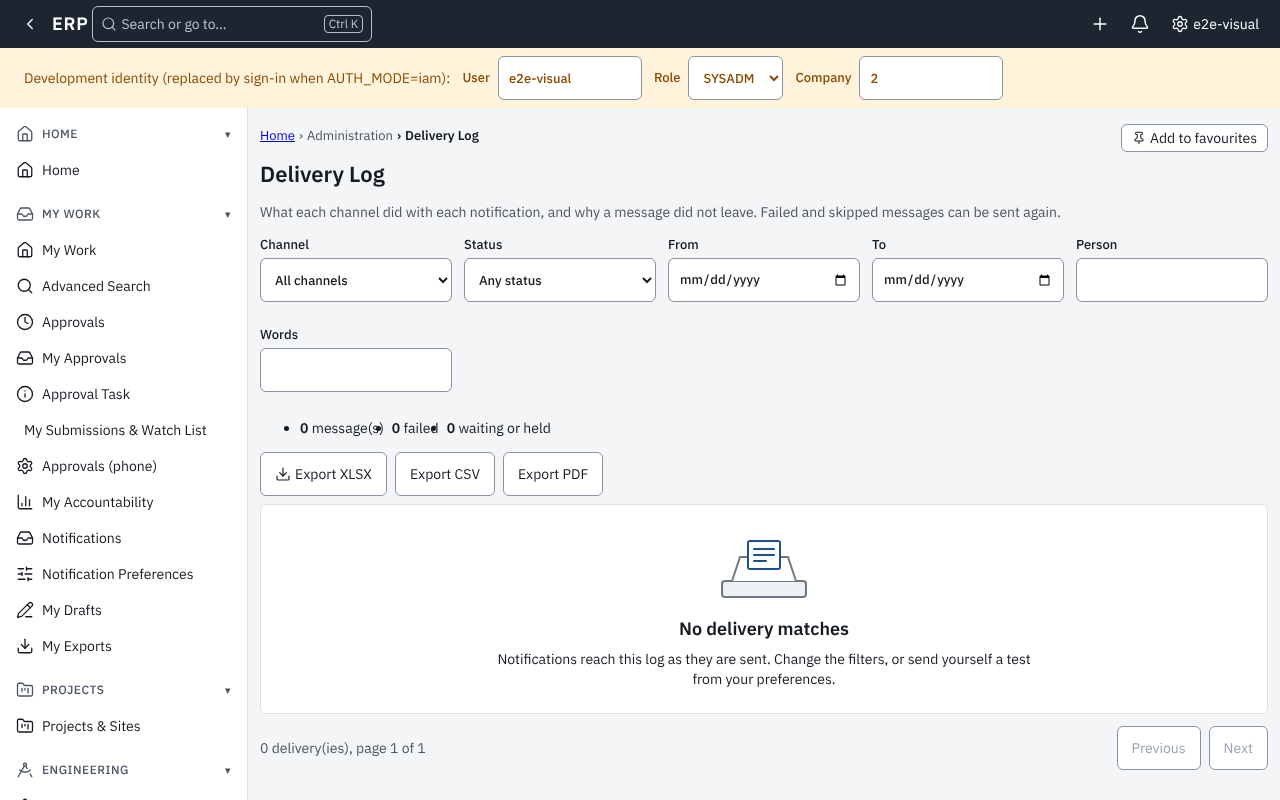 ERP
Search or go to...
Ctrl K
e2e-visual
Development identity (replaced by sign-in when AUTH_MODE=iam):
User
e2e-visual
Role
SYSADM
Company
2
HOME
Home
MY WORK
My Work
Advanced Search
Approvals
My Approvals
Approval Task
My Submissions & Watch List
Approvals (phone)
My Accountability
Notifications
Notification Preferences
My Drafts
My Exports
PROJECTS
Projects & Sites
ENGINEERING
Home › Administration › Delivery Log
Add to favourites
Delivery Log
What each channel did with each notification, and why a message did not leave. Failed and skipped messages can be sent again.
Channel
All channels
Status
Any status
From
mm/dd/yyyy
To
mm/dd/yyyy
Person
Words
• 0 message(s) • 0 failed • 0 waiting or held
Export XLSX
Export CSV
Export PDF
No delivery matches
Notifications reach this log as they are sent. Change the filters, or send yourself a test
from your preferences.
0 delivery(ies), page 1 of 1
Previous
Next